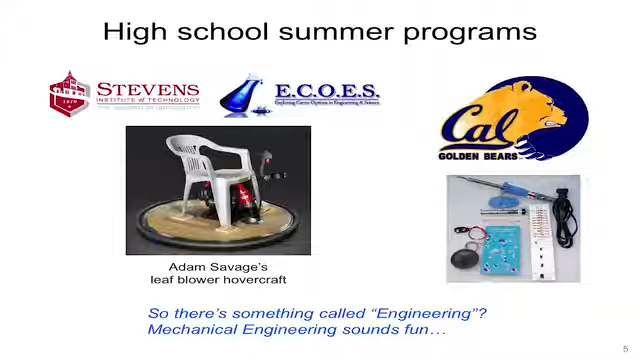 High school summer programs
STEVENS
INSTITUTE of TECHNOLOGY
1870
E.C.O.E.S.
Exploring Career Options in Engineering & Science
Cal
GOLDEN BEARS
Adam Savage's
leaf blower hovercraft
So there's something called "Engineering"?
Mechanical Engineering sounds fun…
5